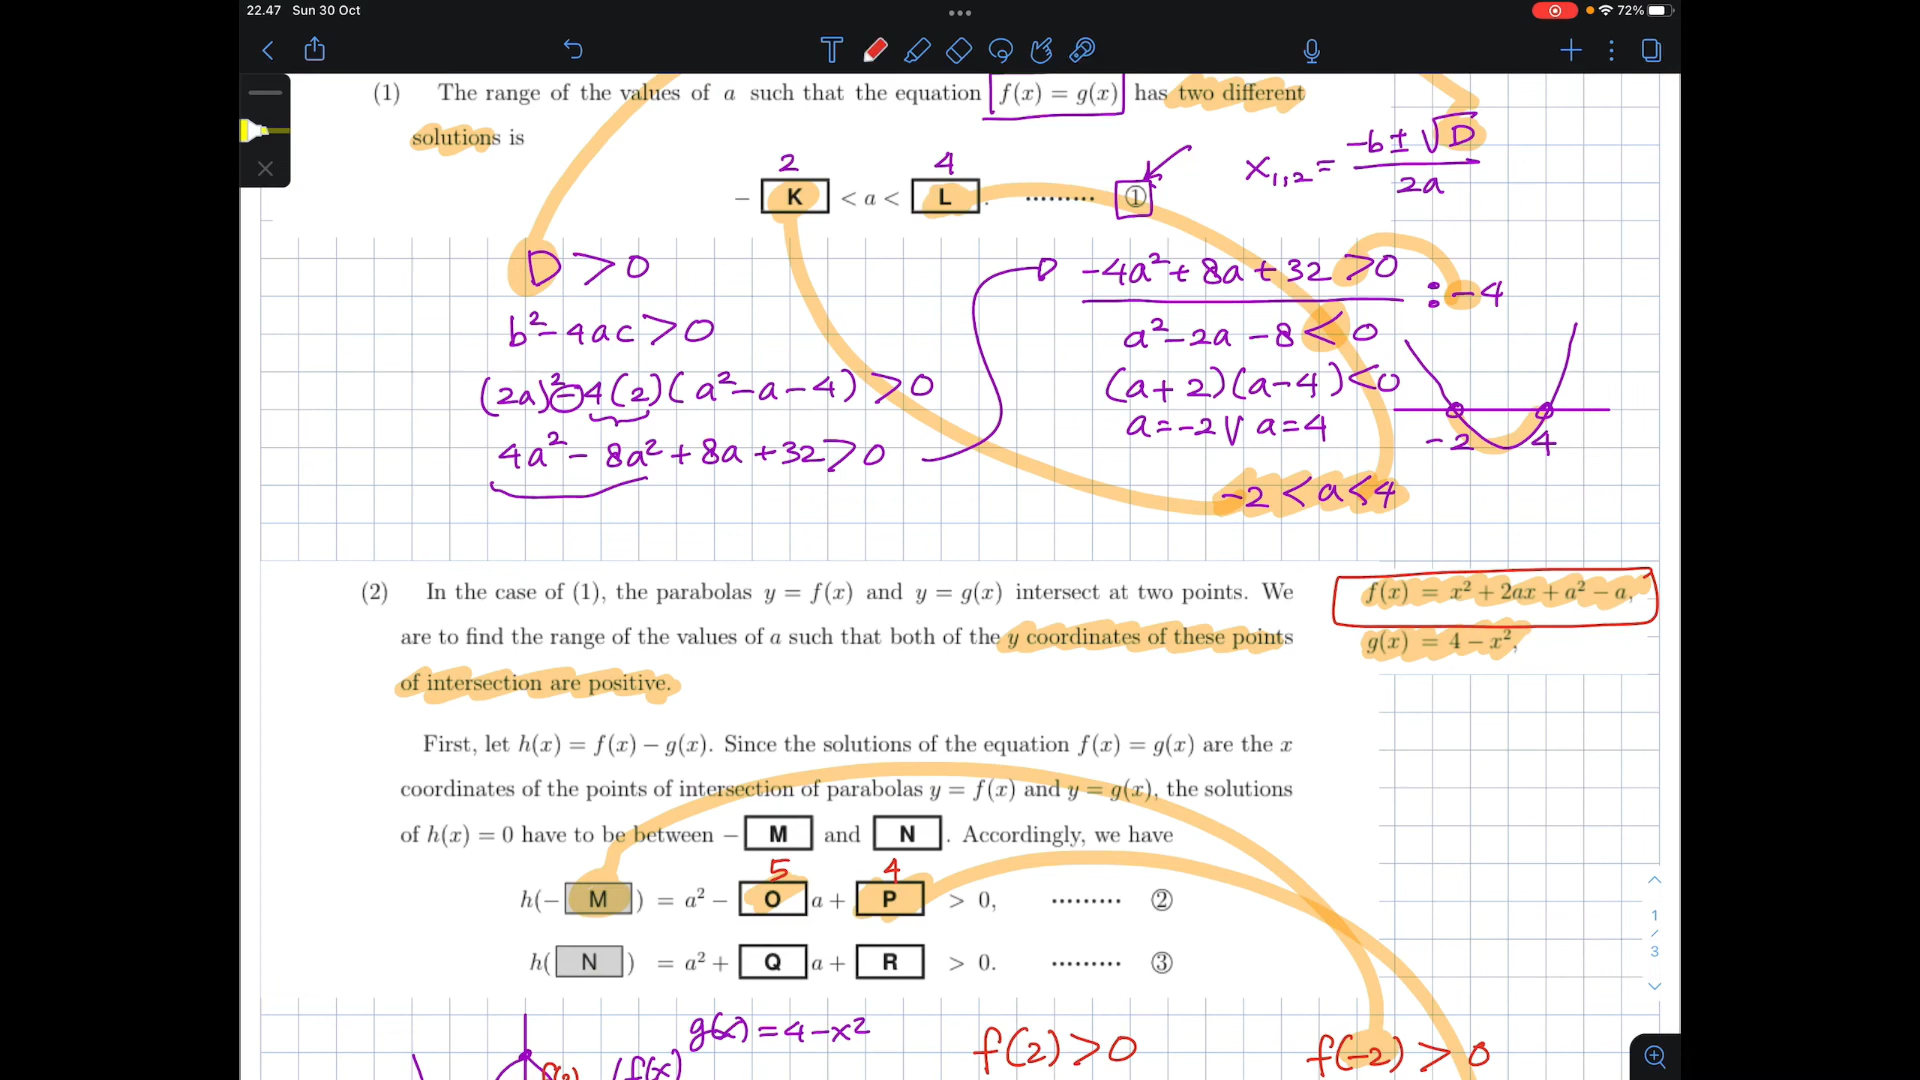 22.47 Sun 30 Oct
72%
(1) The range of the values of a such that the equation f(x) = g(x) has two different
solutions is
2 4
− K < a < L . ········· ①
x₁,₂ = (−b ± √D) / 2a
D > 0
b² − 4ac > 0
(2a)² − 4(2)(a² − a − 4) > 0
4a² − 8a² + 8a + 32 > 0
−4a² + 8a + 32 > 0 : −4
a² − 2a − 8 < 0
(a + 2)(a − 4) < 0
a = −2 ∨ a = 4
−2 4
−2 < a < 4
(2) In the case of (1), the parabolas y = f(x) and y = g(x) intersect at two points. We
are to find the range of the values of a such that both of the y coordinates of these points
of intersection are positive.
f(x) = x² + 2ax + a² − a,
g(x) = 4 − x²,
First, let h(x) = f(x) − g(x). Since the solutions of the equation f(x) = g(x) are the x
coordinates of the points of intersection of parabolas y = f(x) and y = g(x), the solutions
of h(x) = 0 have to be between − M and N . Accordingly, we have
5 4
h(− M ) = a² − O a + P > 0, ········· ②
h( N ) = a² + Q a + R > 0. ········· ③
1
/
3
g(x) = 4 − x²
f(2) > 0
f(−2) > 0
(f(x)